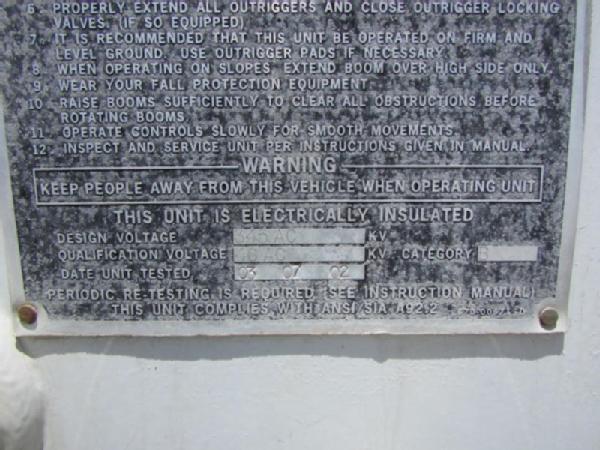 6. PROPERLY EXTEND ALL OUTRIGGERS AND CLOSE OUTRIGGER LOCKING
VALVES. (IF SO EQUIPPED)
7. IT IS RECOMMENDED THAT THIS UNIT BE OPERATED ON FIRM AND
LEVEL GROUND. USE OUTRIGGER PADS IF NECESSARY.
8. WHEN OPERATING ON SLOPES EXTEND BOOM OVER HIGH SIDE ONLY.
9. WEAR YOUR FALL PROTECTION EQUIPMENT.
10. RAISE BOOMS SUFFICIENTLY TO CLEAR ALL OBSTRUCTIONS BEFORE
ROTATING BOOMS.
11. OPERATE CONTROLS SLOWLY FOR SMOOTH MOVEMENTS.
12. INSPECT AND SERVICE UNIT PER INSTRUCTIONS GIVEN IN MANUAL.
WARNING
KEEP PEOPLE AWAY FROM THIS VEHICLE WHEN OPERATING UNIT
THIS UNIT IS ELECTRICALLY INSULATED
DESIGN VOLTAGE AC KV
QUALIFICATION VOLTAGE AC KV CATEGORY
DATE UNIT TESTED 03 07 02
PERIODIC RE-TESTING IS REQUIRED (SEE INSTRUCTION MANUAL)
THIS UNIT COMPLIES WITH ANSI/SIA A92.2